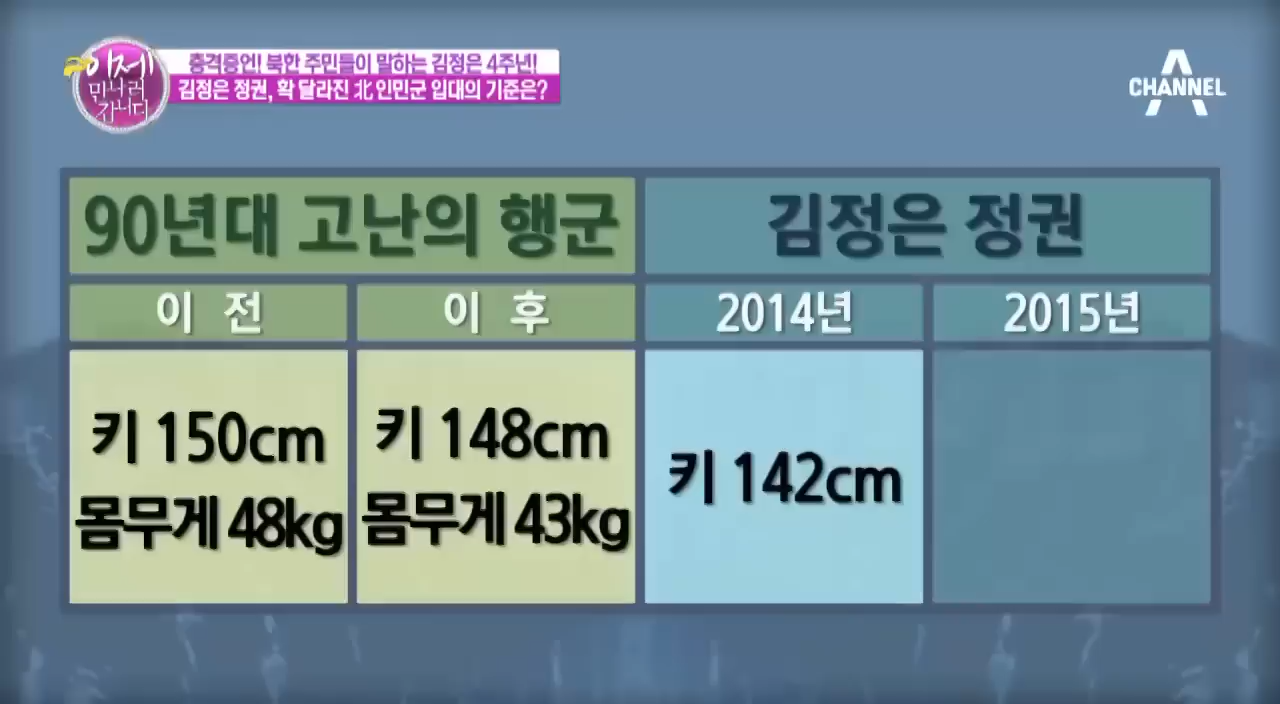 이제
만나러
갑니다
충격증언! 북한 주민들이 말하는 김정은 4주년!
김정은 정권, 확 달라진 北 인민군 입대의 기준은?
CHANNEL A
90년대 고난의 행군
김정은 정권
이 전
이 후
2014년
2015년
키 150cm
몸무게 48kg
키 148cm
몸무게 43kg
키 142cm